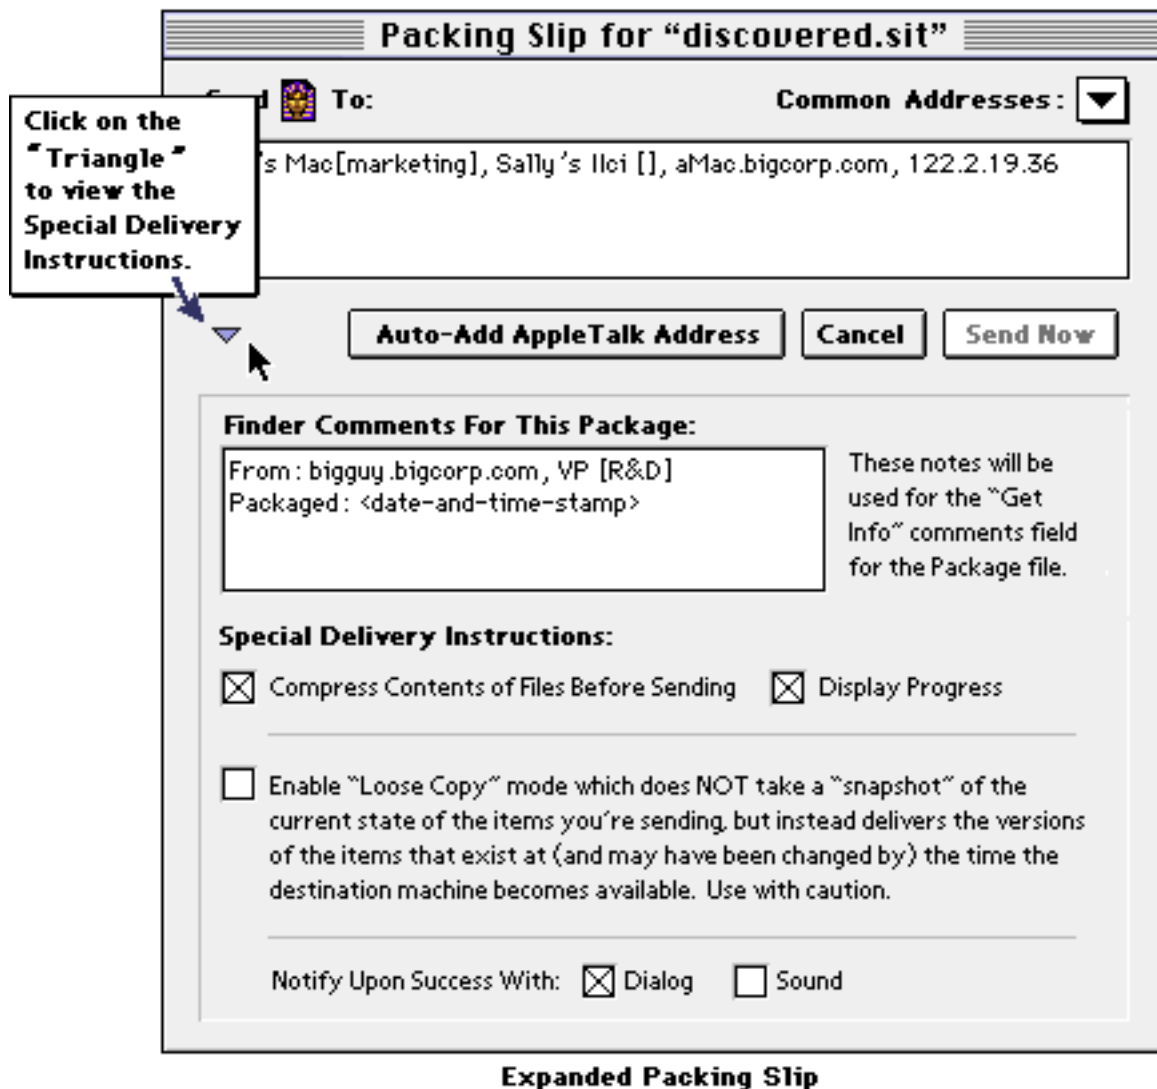 Packing Slip for “discovered.sit”
To:
Common Addresses:
Click on the
"Triangle"
to view the
Special Delivery
Instructions.
's Mac[marketing], Sally's IIci [], aMac.bigcorp.com, 122.2.19.36
Auto-Add AppleTalk Address
Cancel
Send Now
Finder Comments For This Package:
From: bigguy.bigcorp.com, VP [R&D]
Packaged: <date-and-time-stamp>
These notes will be
used for the "Get
Info" comments field
for the Package file.
Special Delivery Instructions:
Compress Contents of Files Before Sending
Display Progress
Enable "Loose Copy" mode which does NOT take a "snapshot" of the
current state of the items you're sending, but instead delivers the versions
of the items that exist at (and may have been changed by) the time the
destination machine becomes available. Use with caution.
Notify Upon Success With: Dialog Sound
Expanded Packing Slip